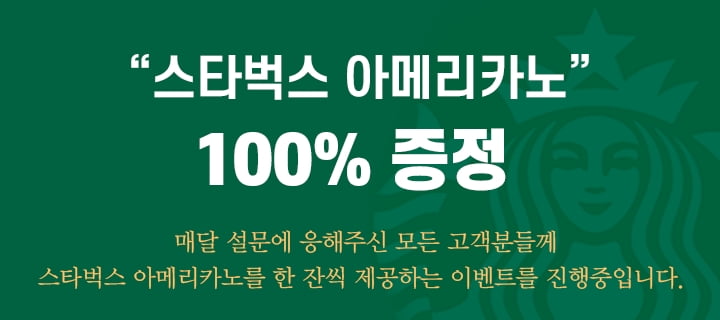 “스타벅스 아메리카노”
100% 증정
매달 설문에 응해주신 모든 고객분들께
스타벅스 아메리카노를 한 잔씩 제공하는 이벤트를 진행중입니다.